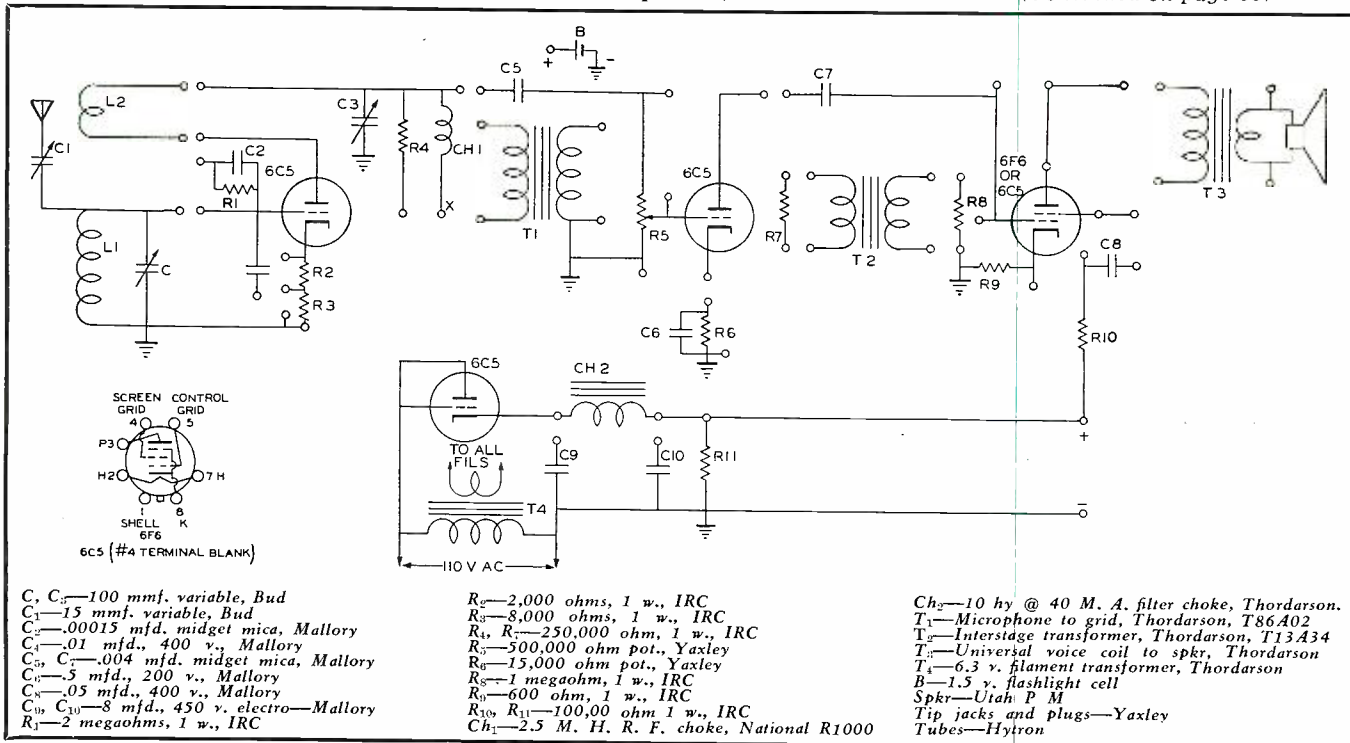 B
+
-
L2
C5
C7
C3
C1
C2
R4
CH1
T3
6C5
6C5
6F6
OR
6C5
R1
X
R5
R7
R8
T1
T2
L1
C
R2
R3
C8
R9
C6
R6
R10
6C5
CH2
SCREEN
GRID
4
CONTROL
GRID
5
+
P3
TO ALL
FILS
C9
C10
R11
H2
7H
T4
1
8
SHELL
K
6F6
6C5 (#4 TERMINAL BLANK)
110 V AC
-
C, C3—100 mmf. variable, Bud
C1—15 mmf. variable, Bud
C2—.00015 mfd. midget mica, Mallory
C4—.01 mfd., 400 v., Mallory
C5, C7—.004 mfd. midget mica, Mallory
C6—.5 mfd., 200 v., Mallory
C8—.05 mfd., 400 v., Mallory
C9, C10—8 mfd., 450 v. electro—Mallory
R1—2 megaohms, 1 w., IRC
R2—2,000 ohms, 1 w., IRC
R3—8,000 ohms, 1 w., IRC
R4, R7—250,000 ohm, 1 w., IRC
R5—500,000 ohm pot., Yaxley
R6—15,000 ohm pot., Yaxley
R8—1 megaohm, 1 w., IRC
R9—600 ohm, 1 w., IRC
R10, R11—100,00 ohm 1 w., IRC
Ch1—2.5 M. H. R. F. choke, National R1000
Ch2—10 hy @ 40 M. A. filter choke, Thordarson.
T1—Microphone to grid, Thordarson, T86A02
T2—Interstage transformer, Thordarson, T13A34
T3—Universal voice coil to spkr, Thordarson
T4—6.3 v. filament transformer, Thordarson
B—1.5 v. flashlight cell
Spkr—Utah P M
Tip jacks and plugs—Yaxley
Tubes—Hytron